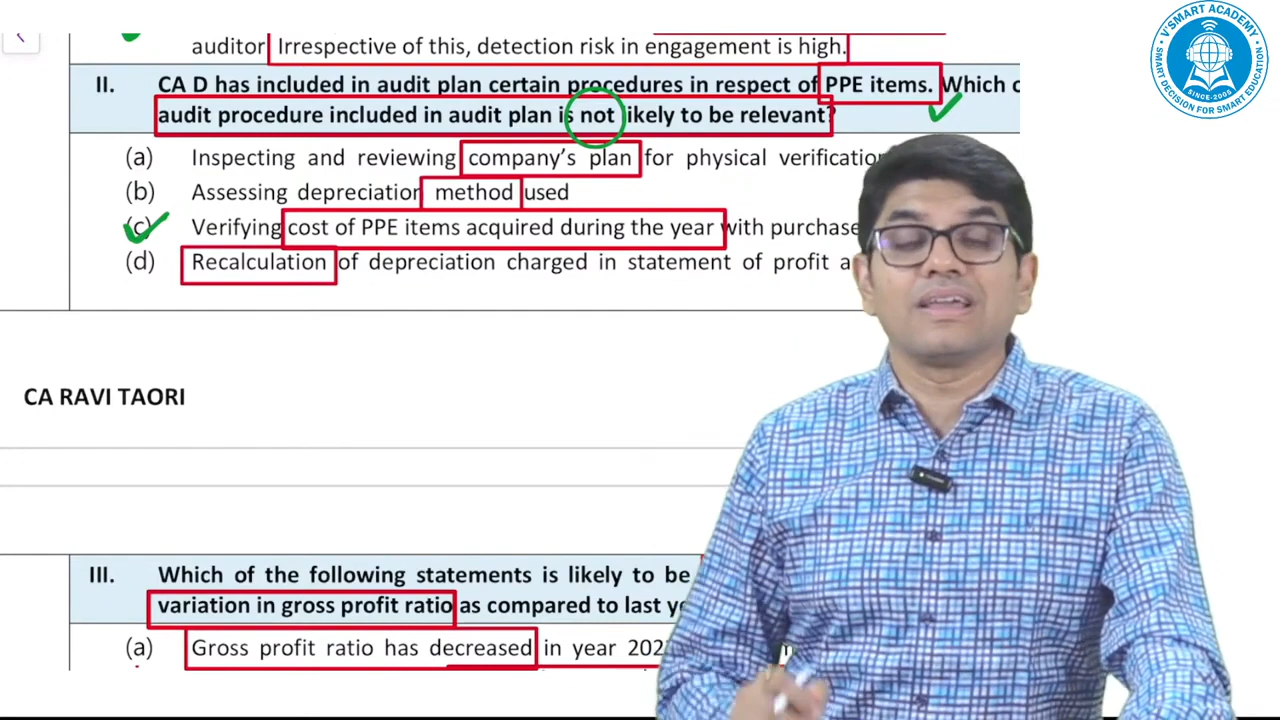 auditor. Irrespective of this, detection risk in engagement is high.
II. CA D has included in audit plan certain procedures in respect of PPE items. Which
audit procedure included in audit plan is not likely to be relevant?
(a) Inspecting and reviewing company's plan for physical
(b) Assessing depreciation method used
(c) Verifying cost of PPE items acquired during the year with purchase
(d) Recalculation of depreciation charged in statement of profit
CA RAVI TAORI
III. Which of the following statements is likely to be
variation in gross profit ratio as compared to last
(a) Gross profit ratio has decreased in year
V'SMART ACADEMY
SINCE-2005
SMART DECISION FOR SMART EDUCATION